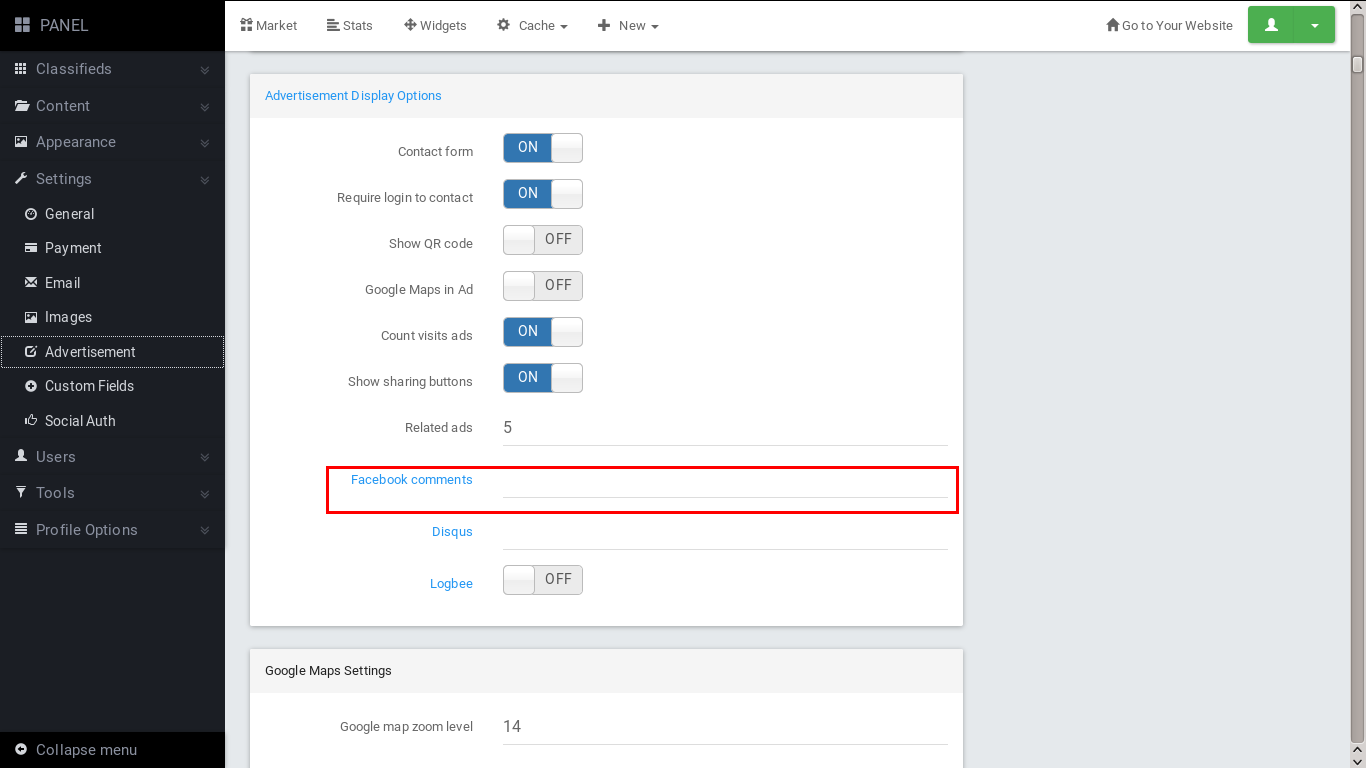 PANEL
Market Stats Widgets Cache New Go to Your Website
Classifieds
Content
Appearance
Settings
General
Payment
Email
Images
Advertisement
Custom Fields
Social Auth
Users
Tools
Profile Options
Collapse menu
Advertisement Display Options
Contact form ON
Require login to contact ON
Show QR code OFF
Google Maps in Ad OFF
Count visits ads ON
Show sharing buttons ON
Related ads 5
Facebook comments
Disqus
Logbee OFF
Google Maps Settings
Google map zoom level 14